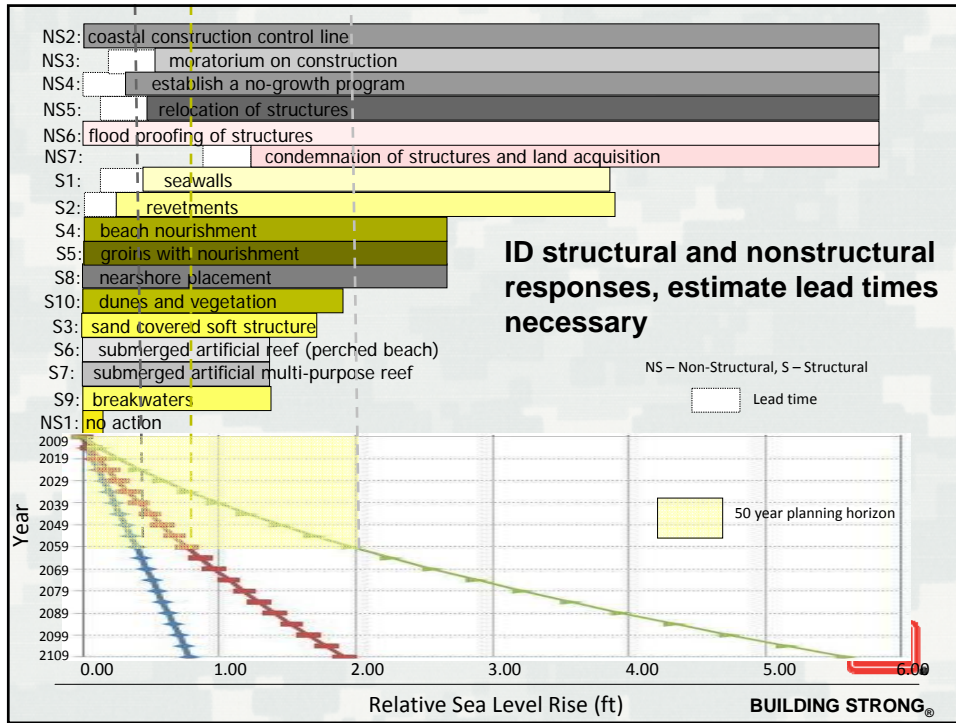 NS2: coastal construction control line
NS3: moratorium on construction
NS4: establish a no-growth program
NS5: relocation of structures
NS6: flood proofing of structures
NS7: condemnation of structures and land acquisition
S1: seawalls
S2: revetments
S4: beach nourishment
S5: groins with nourishment
S8: nearshore placement
S10: dunes and vegetation
S3: sand covered soft structure
S6: submerged artificial reef (perched beach)
S7: submerged artificial multi-purpose reef
S9: breakwaters
NS1: no action
ID structural and nonstructural
responses, estimate lead times
necessary
NS – Non-Structural, S – Structural
Lead time
50 year planning horizon
Year
2009
2019
2029
2039
2049
2059
2069
2079
2089
2099
2109
0.00 1.00 2.00 3.00 4.00 5.00 6.00
Relative Sea Level Rise (ft)
BUILDING STRONG®